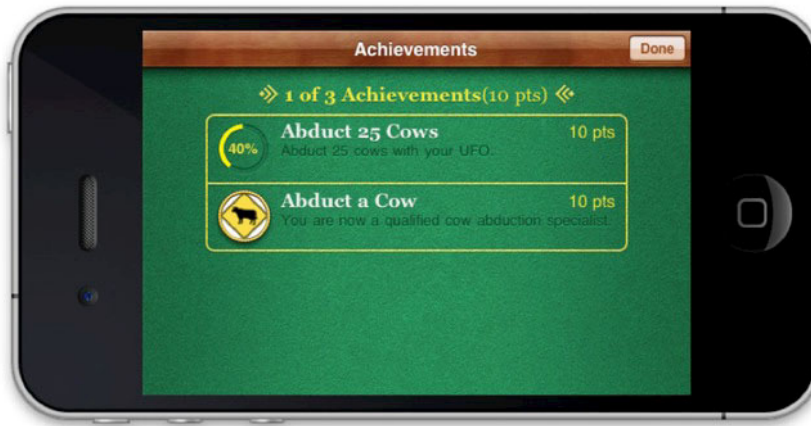 Achievements
Done
1 of 3 Achievements(10 pts)
40%
Abduct 25 Cows
10 pts
Abduct 25 cows with your UFO.
Abduct a Cow
10 pts
You are now a qualified cow abduction specialist.